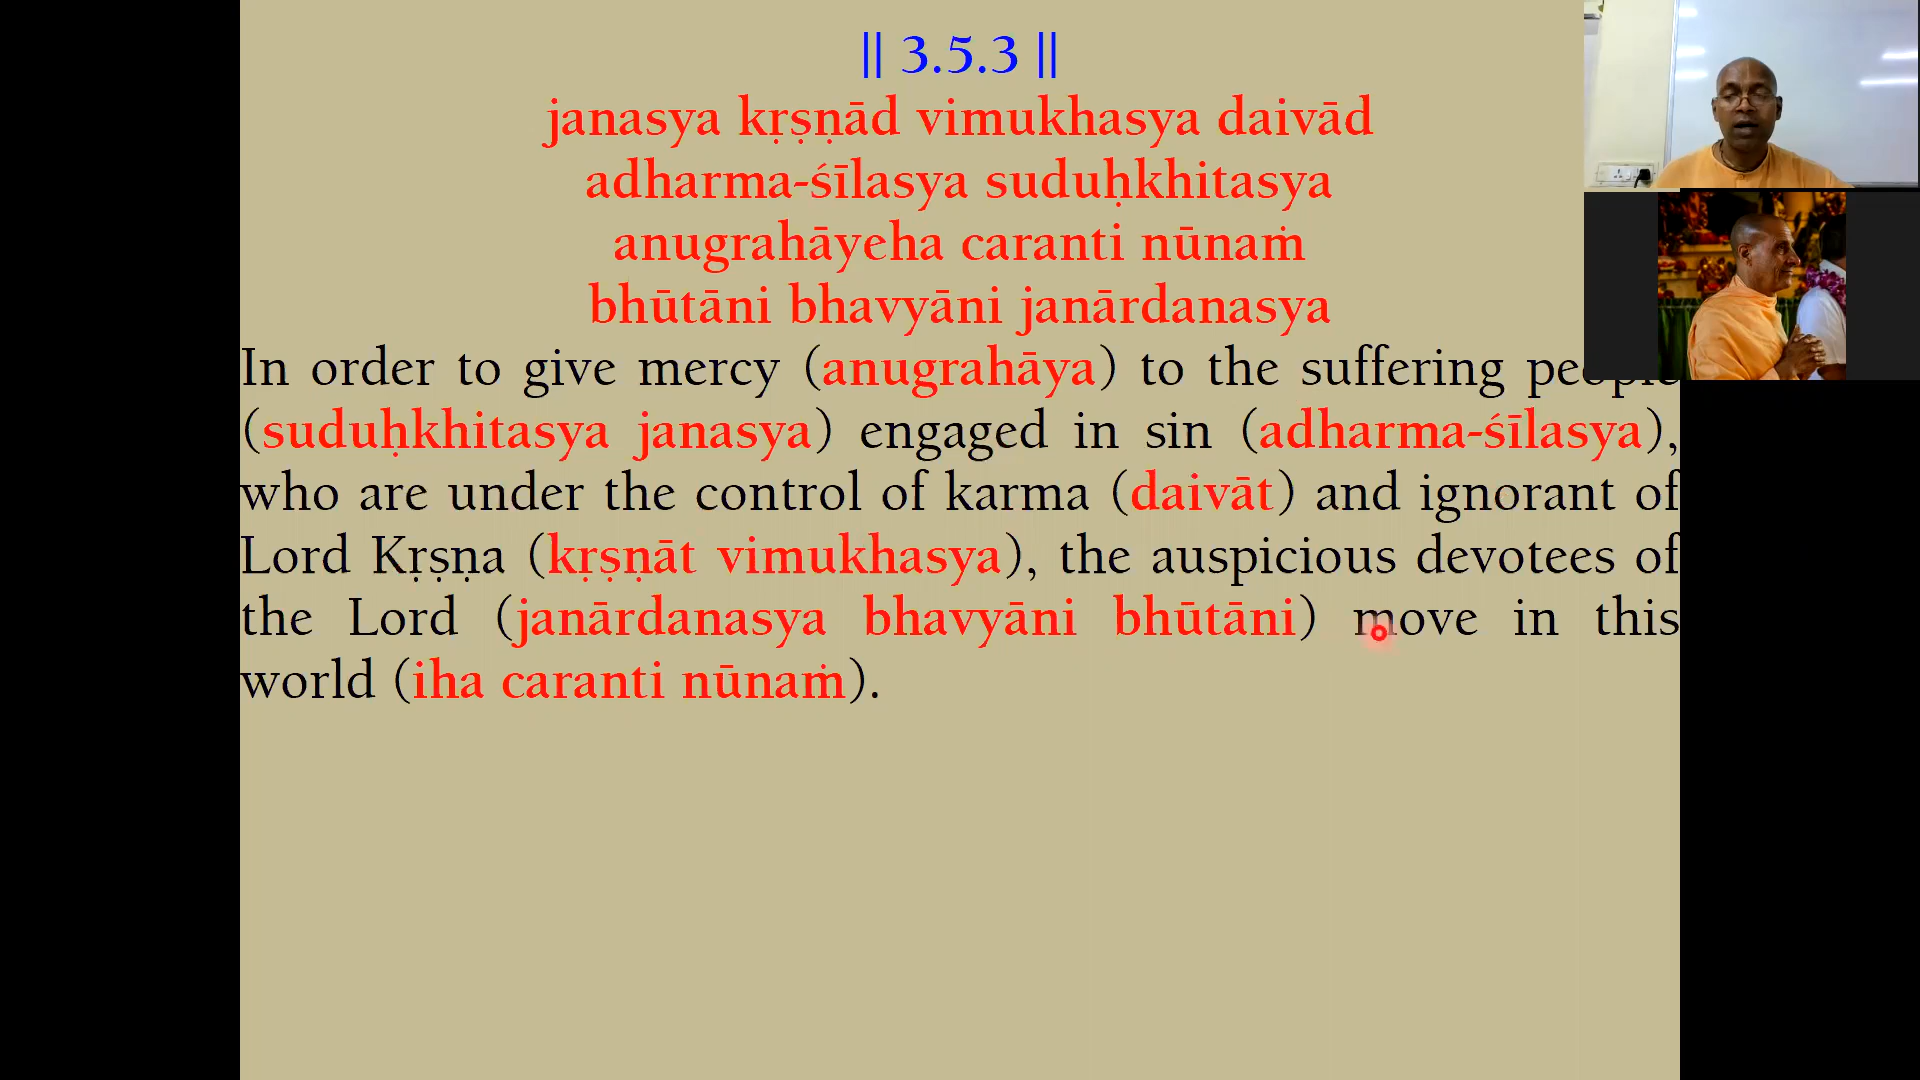 || 3.5.3 ||
janasya kṛṣṇād vimukhasya daivād
adharma-śīlasya suduḥkhitasya
anugrahāyeha caranti nūnaṁ
bhūtāni bhavyāni janārdanasya
In order to give mercy (anugrahāya) to the suffering people
(suduḥkhitasya janasya) engaged in sin (adharma-śīlasya),
who are under the control of karma (daivāt) and ignorant of
Lord Kṛṣṇa (kṛṣṇāt vimukhasya), the auspicious devotees of
the Lord (janārdanasya bhavyāni bhūtāni) move in this
world (iha caranti nūnaṁ).